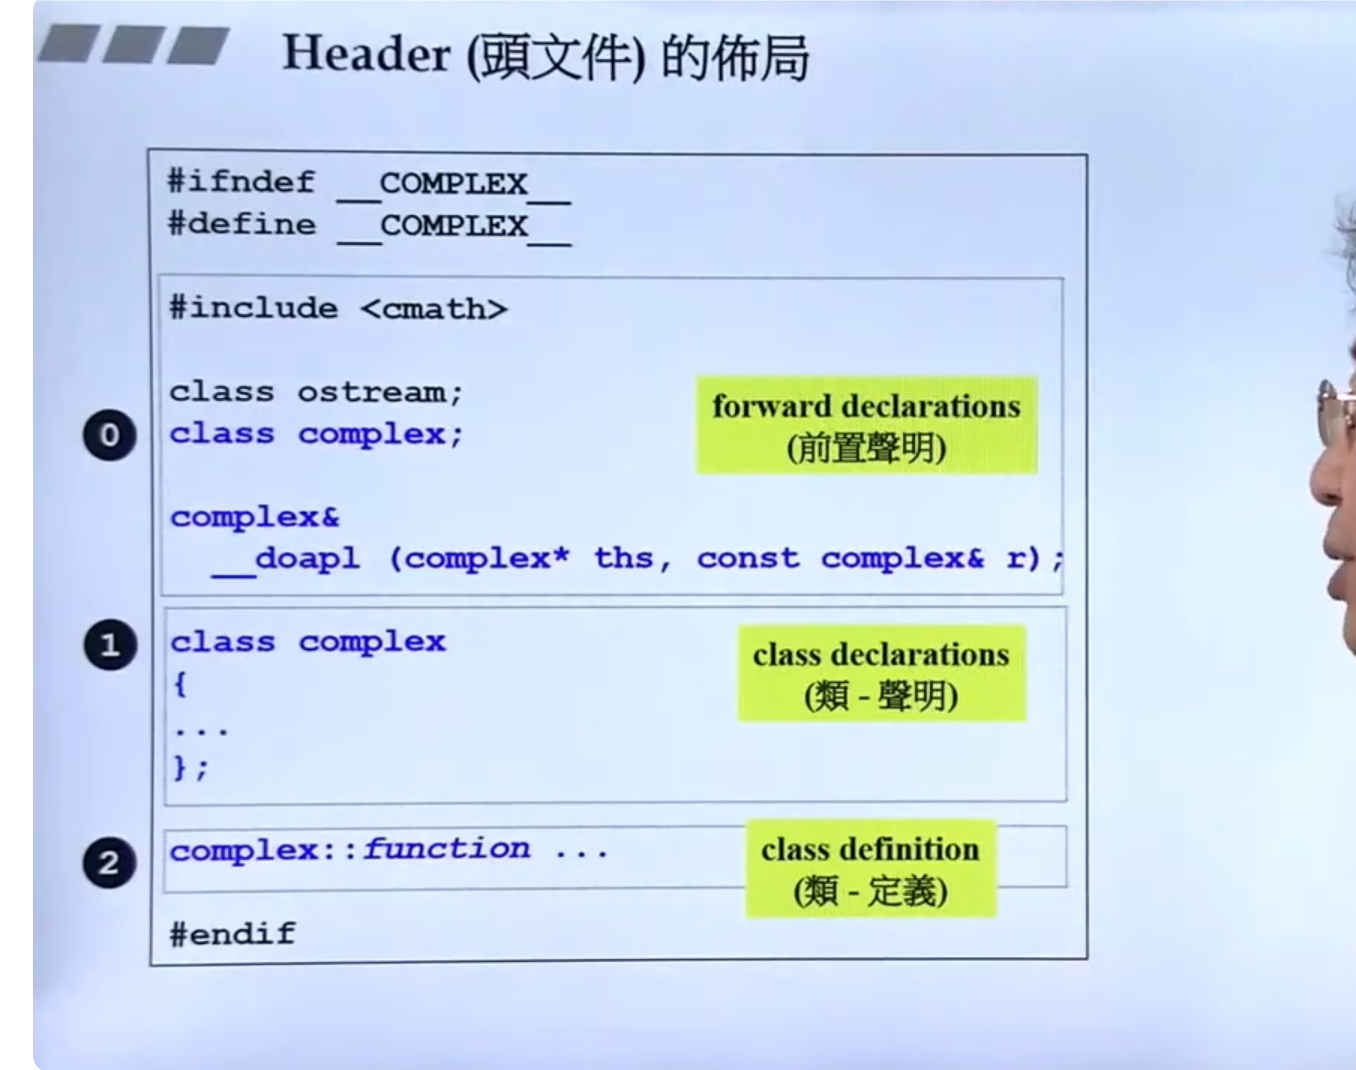 Header (頭文件) 的佈局
#ifndef __COMPLEX__
#define __COMPLEX__
#include <cmath>
class ostream;
class complex;
forward declarations
(前置聲明)
0
complex&
__doapl (complex* ths, const complex& r);
1
class complex
{
...
};
class declarations
(類 - 聲明)
2
complex::function ...
class definition
(類 - 定義)
#endif